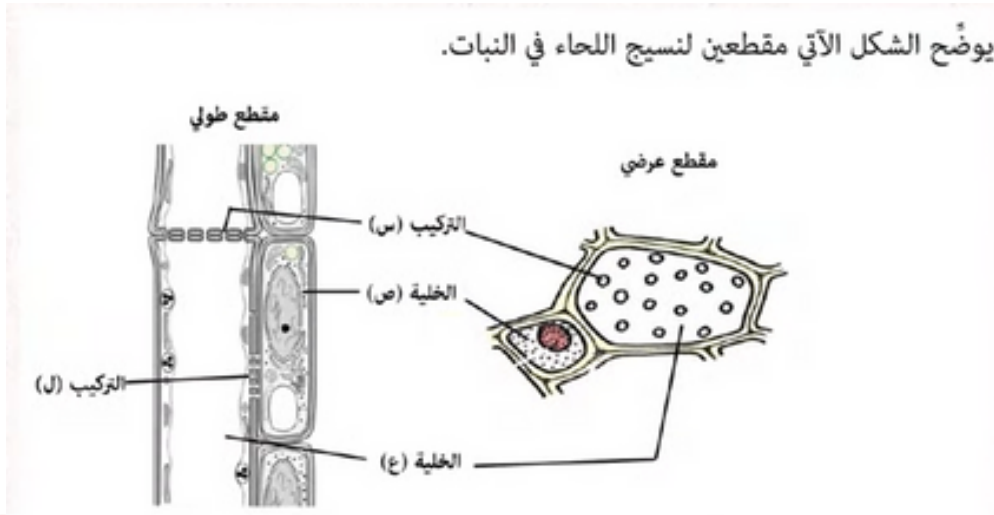 يوضِّح الشكل الآتي مقطعين لنسيج اللحاء في النبات.
مقطع طولي
مقطع عرضي
التركيب (س)
الخلية (ص)
التركيب (ل)
الخلية (ع)